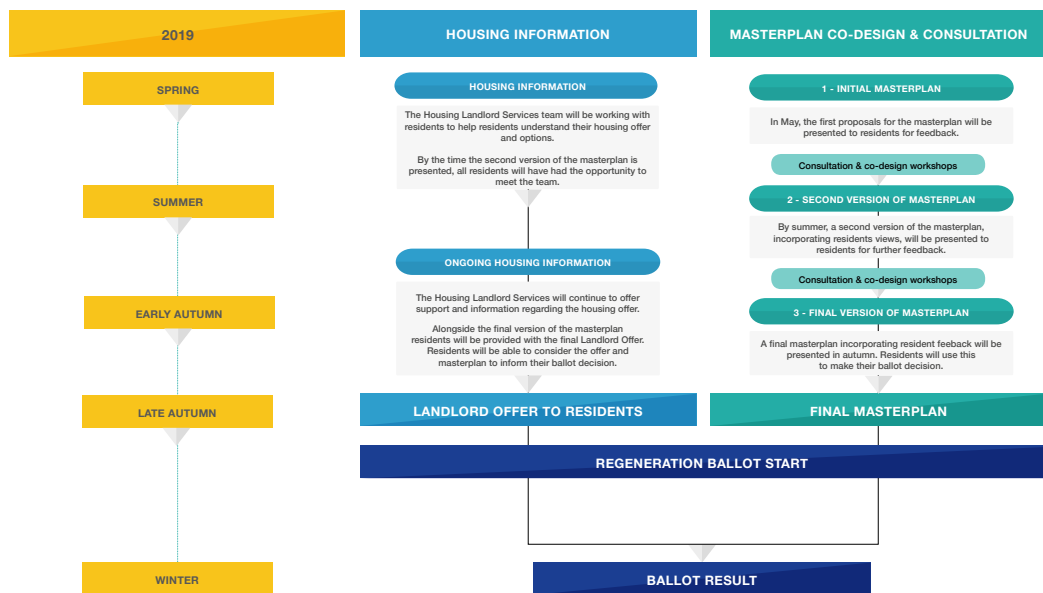 2019
SPRING
SUMMER
EARLY AUTUMN
LATE AUTUMN
WINTER
HOUSING INFORMATION
HOUSING INFORMATION
The Housing Landlord Services team will be working with
residents to help residents understand their housing offer
and options.
By the time the second version of the masterplan is
presented, all residents will have had the opportunity to
meet the team.
ONGOING HOUSING INFORMATION
The Housing Landlord Services will continue to offer
support and information regarding the housing offer.
Alongside the final version of the masterplan
residents will be provided with the final Landlord Offer.
Residents will be able to consider the offer and
masterplan to inform their ballot decision.
LANDLORD OFFER TO RESIDENTS
MASTERPLAN CO-DESIGN & CONSULTATION
1 - INITIAL MASTERPLAN
In May, the first proposals for the masterplan will be
presented to residents for feedback.
Consultation & co-design workshops
2 - SECOND VERSION OF MASTERPLAN
By summer, a second version of the masterplan,
incorporating residents views, will be presented to
residents for further feedback.
Consultation & co-design workshops
3 - FINAL VERSION OF MASTERPLAN
A final masterplan incorporating resident feeback will be
presented in autumn. Residents will use this
to make their ballot decision.
FINAL MASTERPLAN
REGENERATION BALLOT START
BALLOT RESULT